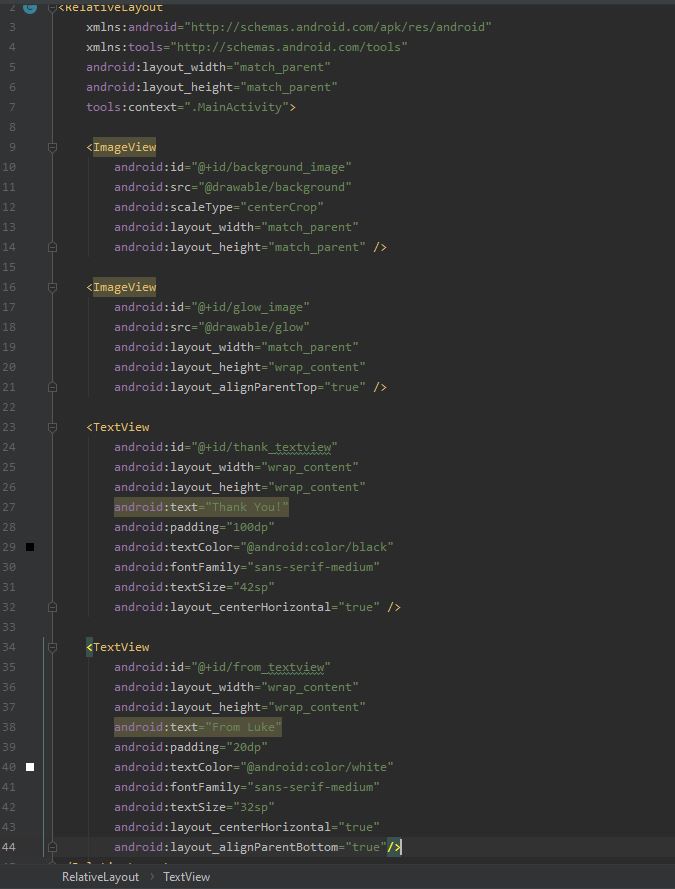 2 <RelativeLayout
3 xmlns:android="http://schemas.android.com/apk/res/android"
4 xmlns:tools="http://schemas.android.com/tools"
5 android:layout_width="match_parent"
6 android:layout_height="match_parent"
7 tools:context=".MainActivity">
8
9 <ImageView
10 android:id="@+id/background_image"
11 android:src="@drawable/background"
12 android:scaleType="centerCrop"
13 android:layout_width="match_parent"
14 android:layout_height="match_parent" />
15
16 <ImageView
17 android:id="@+id/glow_image"
18 android:src="@drawable/glow"
19 android:layout_width="match_parent"
20 android:layout_height="wrap_content"
21 android:layout_alignParentTop="true" />
22
23 <TextView
24 android:id="@+id/thank_textview"
25 android:layout_width="wrap_content"
26 android:layout_height="wrap_content"
27 android:text="Thank You!"
28 android:padding="100dp"
29 android:textColor="@android:color/black"
30 android:fontFamily="sans-serif-medium"
31 android:textSize="42sp"
32 android:layout_centerHorizontal="true" />
33
34 <TextView
35 android:id="@+id/from_textview"
36 android:layout_width="wrap_content"
37 android:layout_height="wrap_content"
38 android:text="From Luke"
39 android:padding="20dp"
40 android:textColor="@android:color/white"
41 android:fontFamily="sans-serif-medium"
42 android:textSize="32sp"
43 android:layout_centerHorizontal="true"
44 android:layout_alignParentBottom="true"/>
RelativeLayout › TextView